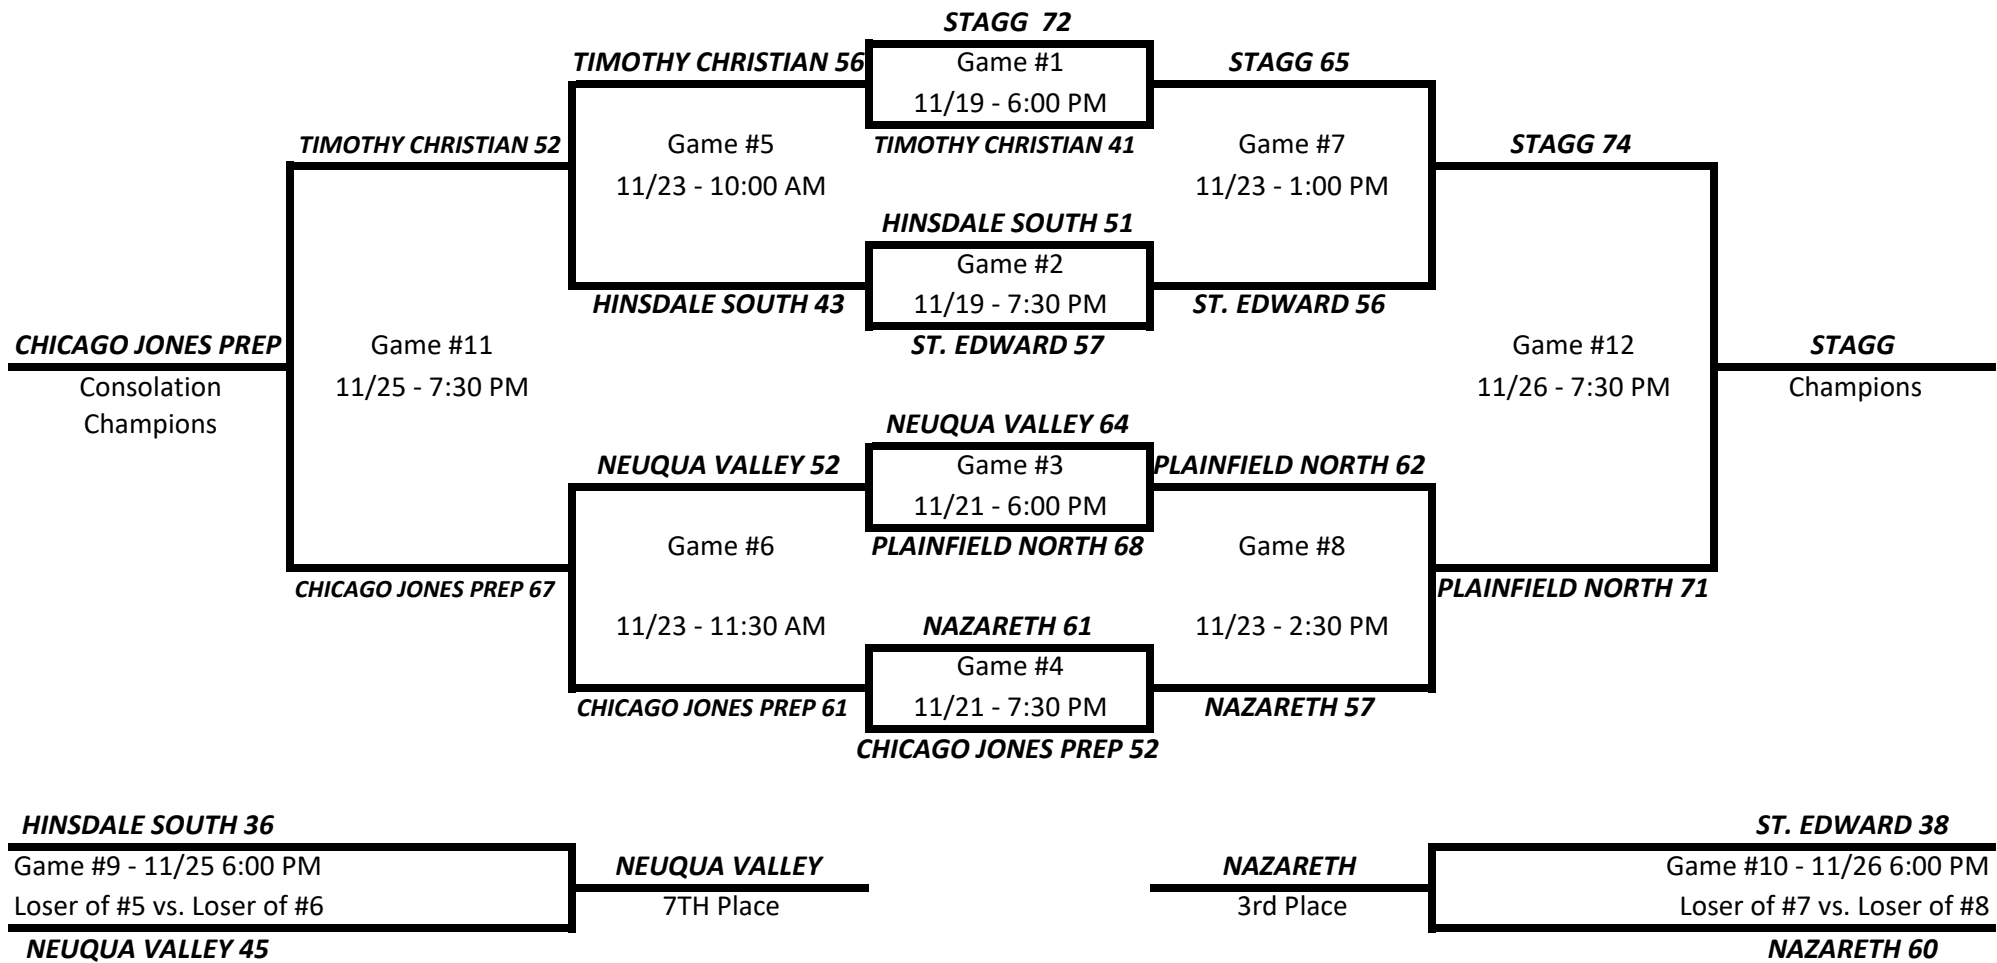 STAGG  72
TIMOTHY CHRISTIAN 56
Game #1
STAGG 65
11/19 - 6:00 PM
TIMOTHY CHRISTIAN 52
Game #5
TIMOTHY CHRISTIAN 41
Game #7
STAGG 74
11/23 - 10:00 AM
11/23 - 1:00 PM
HINSDALE SOUTH 51
Game #2
HINSDALE SOUTH 43
11/19 - 7:30 PM
ST. EDWARD 56
CHICAGO JONES PREP
Game #11
ST. EDWARD 57
Game #12
STAGG
Consolation
Champions
11/25 - 7:30 PM
11/26 - 7:30 PM
Champions
NEUQUA VALLEY 64
NEUQUA VALLEY 52
Game #3
PLAINFIELD NORTH 62
11/21 - 6:00 PM
Game #6
PLAINFIELD NORTH 68
Game #8
CHICAGO JONES PREP 67
PLAINFIELD NORTH 71
11/23 - 11:30 AM
NAZARETH 61
11/23 - 2:30 PM
Game #4
CHICAGO JONES PREP 61
11/21 - 7:30 PM
NAZARETH 57
CHICAGO JONES PREP 52
HINSDALE SOUTH 36
Game #9 - 11/25 6:00 PM
Loser of #5 vs. Loser of #6
NEUQUA VALLEY 45
NEUQUA VALLEY
7TH Place
NAZARETH
3rd Place
ST. EDWARD 38
Game #10 - 11/26 6:00 PM
Loser of #7 vs. Loser of #8
NAZARETH 60